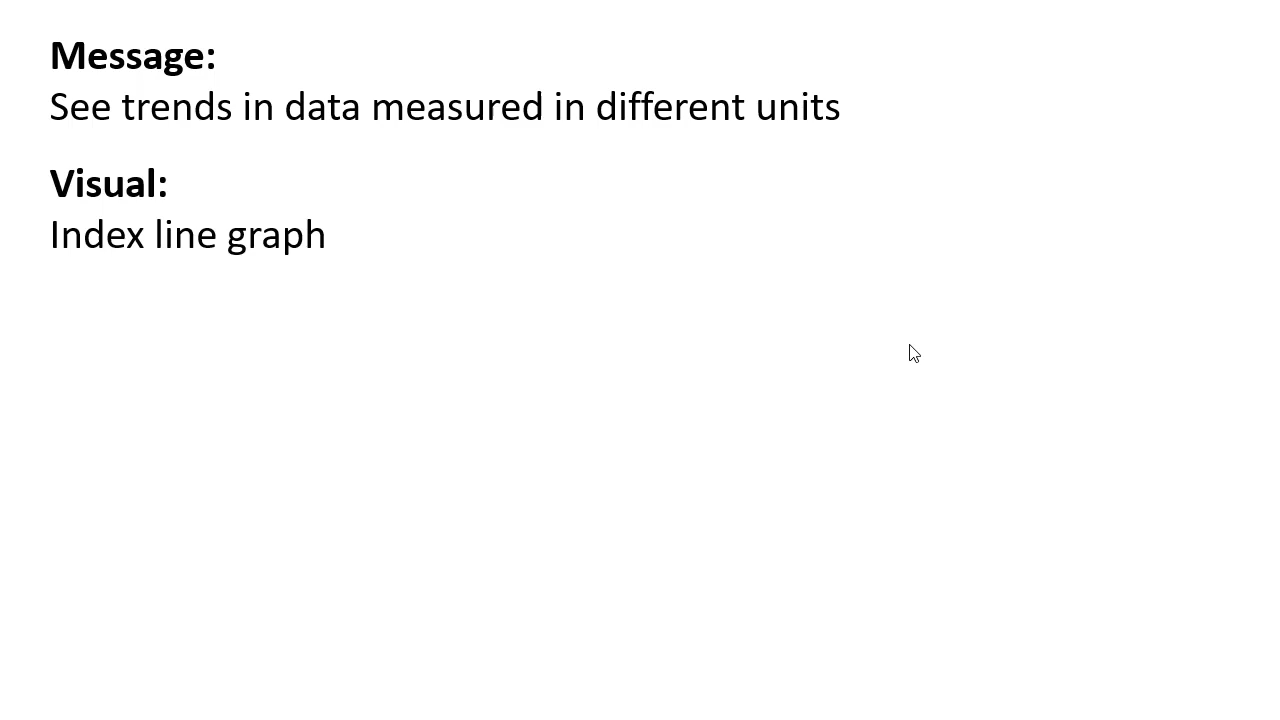 Message:
See trends in data measured in different units
Visual:
Index line graph